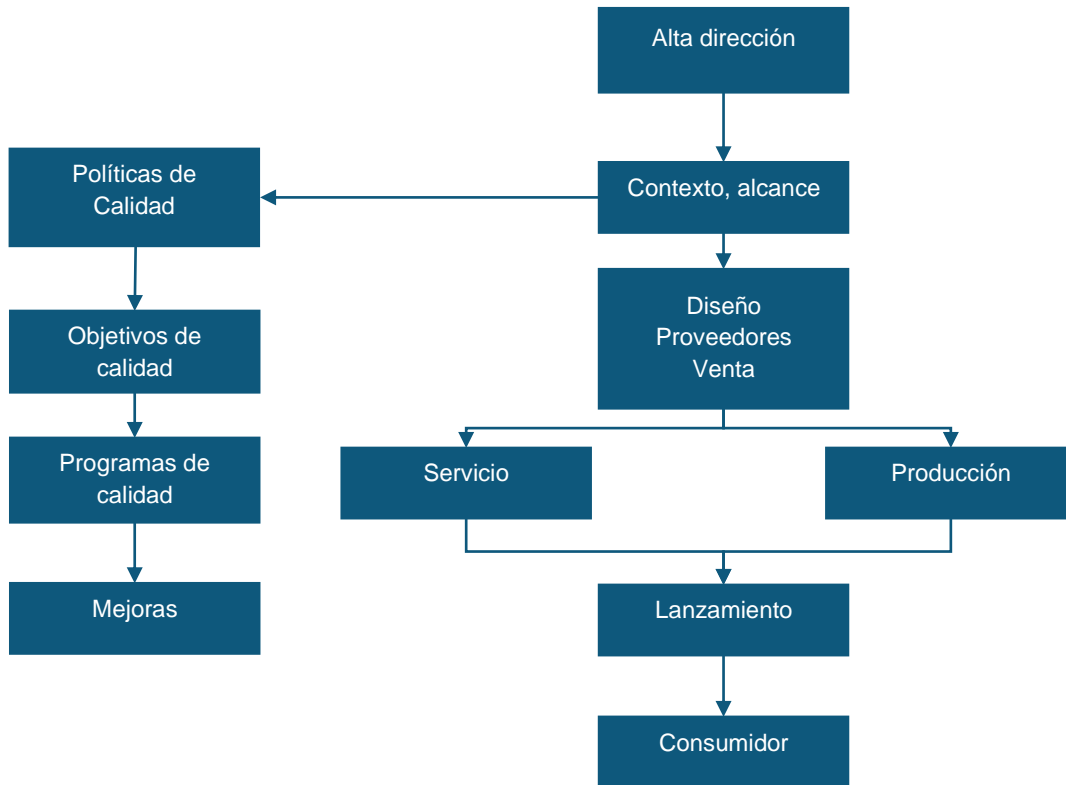 Alta dirección
Políticas de
Calidad
Contexto, alcance
Objetivos de
calidad
Diseño
Proveedores
Venta
Programas de
calidad
Servicio
Producción
Mejoras
Lanzamiento
Consumidor